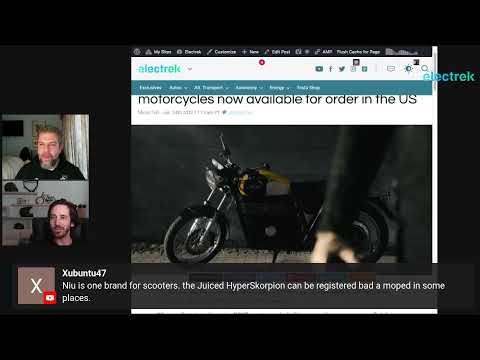 My Sites Electrek Customize New Edit Post AMP Flush Cache for Page
electrek
electrek
Exclusives Autos Alt. Transport Autonomy Energy Tesla Shop
motorcycles now available for order in the US
X
Xubuntu47
Niu is one brand for scooters. the Juiced HyperSkorpion can be registered bad a moped in some
places.